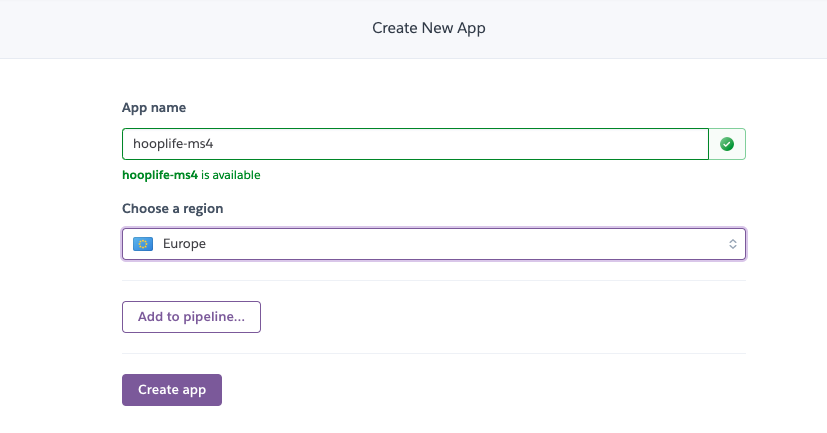 Create New App
App name
hooplife-ms4
hooplife-ms4 is available
Choose a region
Europe
Add to pipeline...
Create app